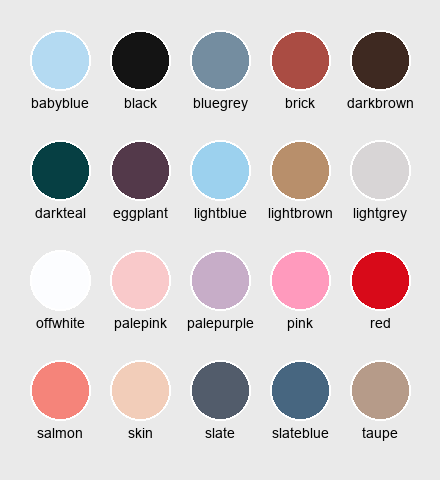 babyblue black bluegrey brick darkbrown
darkteal eggplant lightblue lightbrown lightgrey
offwhite palepink palepurple pink red
salmon skin slate slateblue taupe